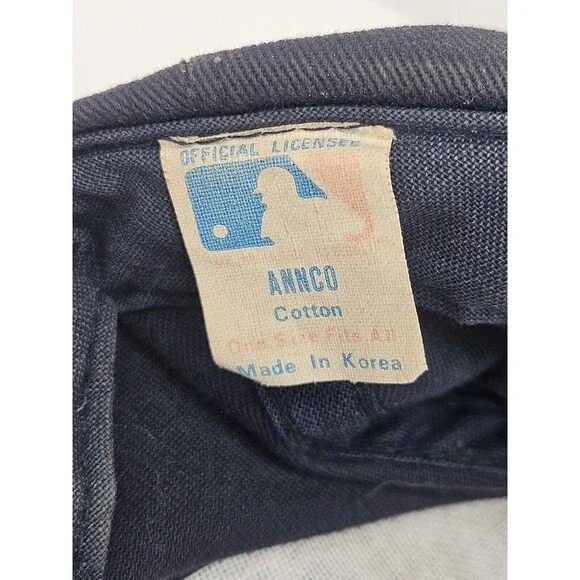 OFFICIAL LICENSEE
ANNCO
Cotton
One Size Fits All
Made In Korea